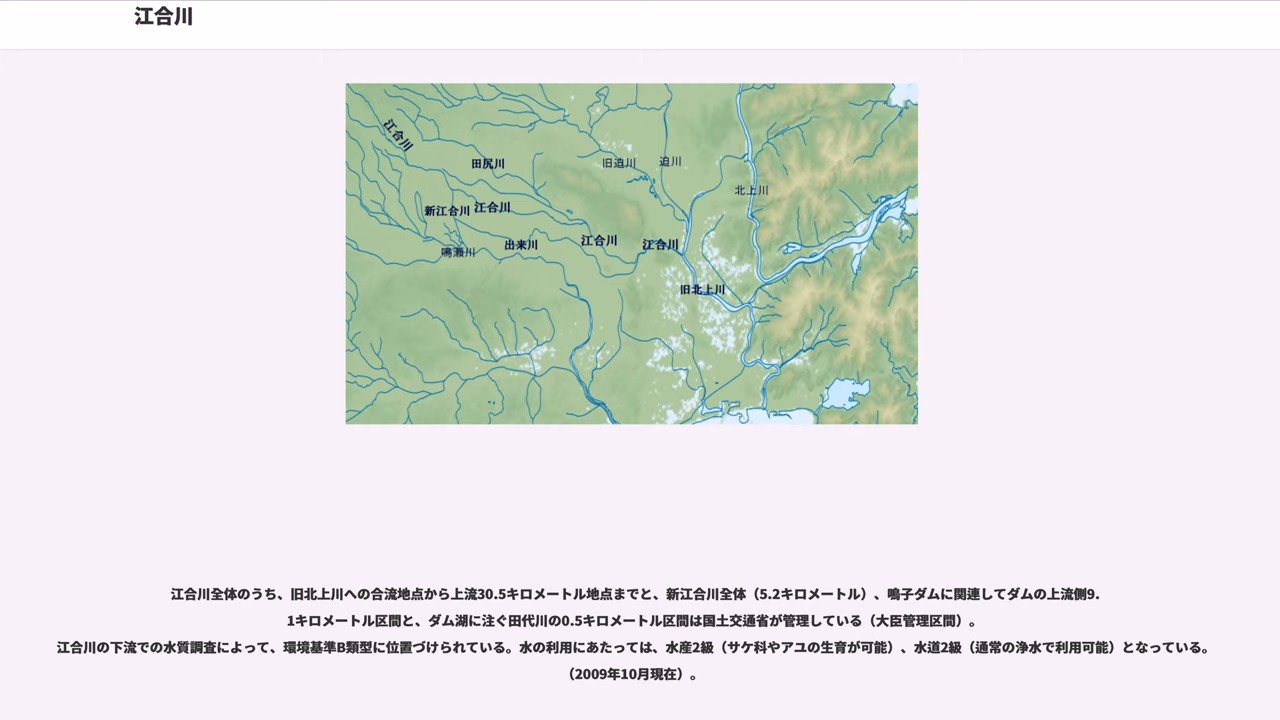 江合川
江合川
田尻川
旧迫川
迫川
北上川
新江合川
江合川
鳴瀬川
出来川
江合川
江合川
旧北上川
江合川全体のうち、旧北上川への合流地点から上流30.5キロメートル地点までと、新江合川全体（5.2キロメートル）、鳴子ダムに関連してダムの上流側9.
1キロメートル区間と、ダム湖に注ぐ田代川の0.5キロメートル区間は国土交通省が管理している（大臣管理区間）。
江合川の下流での水質調査によって、環境基準B類型に位置づけられている。水の利用にあたっては、水産2級（サケ科やアユの生育が可能）、水道2級（通常の浄水で利用可能）となっている。
（2009年10月現在）。